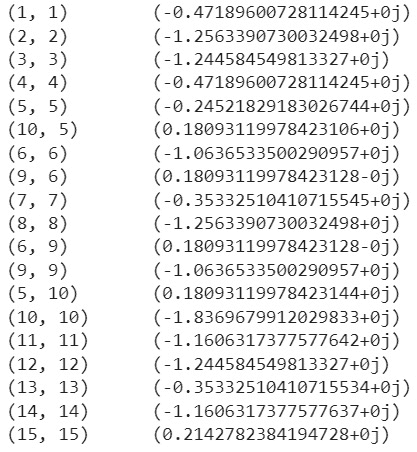 (1, 1) (-0.47189600728114245+0j)
(2, 2) (-1.2563390730032498+0j)
(3, 3) (-1.244584549813327+0j)
(4, 4) (-0.47189600728114245+0j)
(5, 5) (-0.24521829183026744+0j)
(10, 5) (0.18093119978423106+0j)
(6, 6) (-1.0636533500290957+0j)
(9, 6) (0.18093119978423128-0j)
(7, 7) (-0.35332510410715545+0j)
(8, 8) (-1.2563390730032498+0j)
(6, 9) (0.18093119978423128-0j)
(9, 9) (-1.0636533500290957+0j)
(5, 10) (0.18093119978423144+0j)
(10, 10) (-1.8369679912029833+0j)
(11, 11) (-1.1606317377577642+0j)
(12, 12) (-1.244584549813327+0j)
(13, 13) (-0.35332510410715534+0j)
(14, 14) (-1.1606317377577637+0j)
(15, 15) (0.2142782384194728+0j)